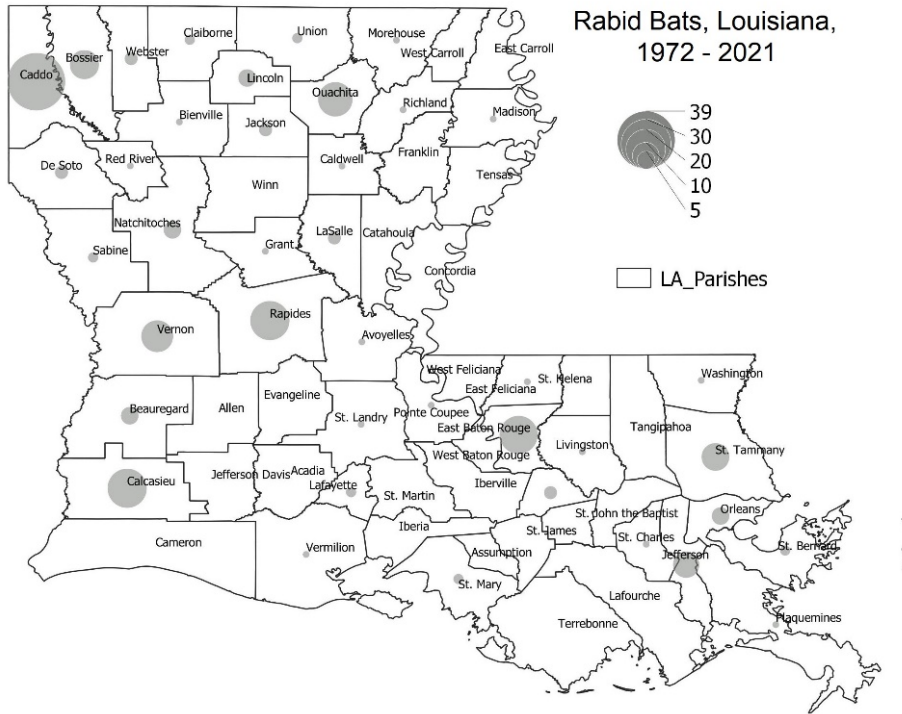 Rabid Bats, Louisiana,
1972 - 2021
39
30
20
10
5
LA_Parishes
Caddo
Bossier
Webster
Claiborne
Union
Morehouse
West Carroll
East Carroll
Lincoln
Ouachita
Richland
Madison
Bienville
Jackson
De Soto
Red River
Caldwell
Franklin
Tensas
Winn
Natchitoches
Sabine
Grant
LaSalle
Catahoula
Concordia
Vernon
Rapides
Avoyelles
West Feliciana
East Feliciana
St. Helena
Washington
Beauregard
Allen
Evangeline
St. Landry
Pointe Coupee
East Baton Rouge
West Baton Rouge
Livingston
Tangipahoa
St. Tammany
Calcasieu
Jefferson Davis
Acadia
Lafayette
St. Martin
Iberville
St. John the Baptist
Orleans
Cameron
Vermilion
Iberia
St. James
St. Charles
St. Bernard
Assumption
Jefferson
St. Mary
Lafourche
Terrebonne
Plaquemines